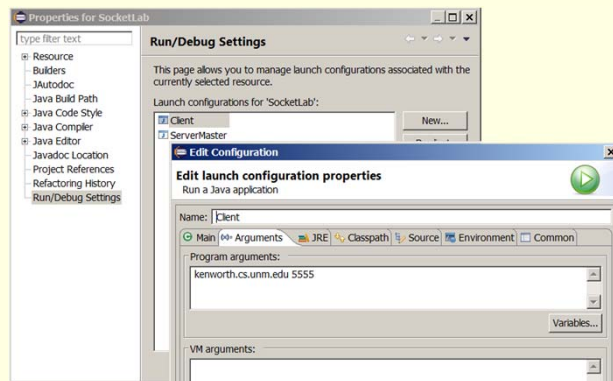 Properties for SocketLab
type filter text
Resource
Builders
JAutodoc
Java Build Path
Java Code Style
Java Compiler
Java Editor
Javadoc Location
Project References
Refactoring History
Run/Debug Settings
Run/Debug Settings
This page allows you to manage launch configurations associated with the
currently selected resource.
Launch configurations for 'SocketLab':
Client
ServerMaster
New...
Edit Configuration
Edit launch configuration properties
Run a Java application
Name: Client
Main Arguments JRE Classpath Source Environment Common
Program arguments:
kenworth.cs.unm.edu 5555
Variables...
VM arguments: